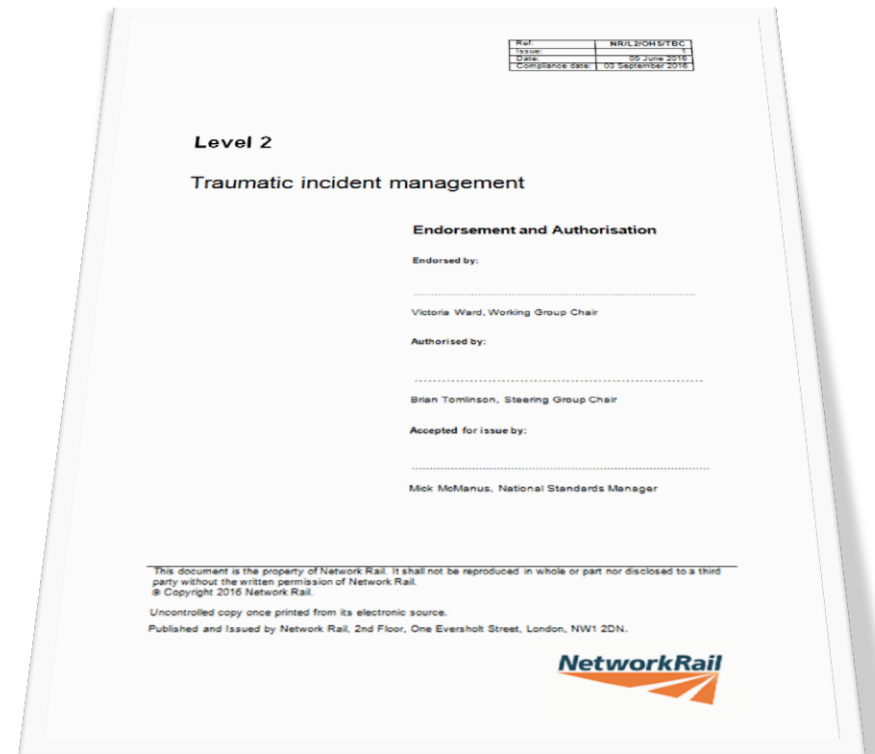 Ref: NR/L2/OHS/TBC
Issue: 1
Date: 05 June 2016
Compliance date: 03 September 2016
Level 2
Traumatic incident management
Endorsement and Authorisation
Endorsed by:
Victoria Ward, Working Group Chair
Authorised by:
Brian Tomlinson, Steering Group Chair
Accepted for issue by:
Mick McManus, National Standards Manager
This document is the property of Network Rail. It shall not be reproduced in whole or part nor disclosed to a third
party without the written permission of Network Rail.
© Copyright 2016 Network Rail.
Uncontrolled copy once printed from its electronic source.
Published and Issued by Network Rail, 2nd Floor, One Eversholt Street, London, NW1 2DN.
NetworkRail